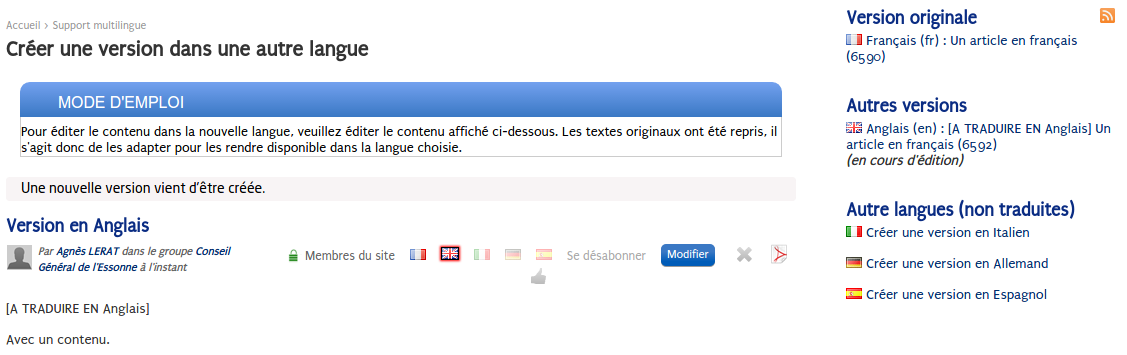 Accueil > Support multilingue
Créer une version dans une autre langue
MODE D'EMPLOI
Pour éditer le contenu dans la nouvelle langue, veuillez éditer le contenu affiché ci-dessous. Les textes originaux ont été repris, il
s'agit donc de les adapter pour les rendre disponible dans la langue choisie.
Une nouvelle version vient d'être créée.
Version en Anglais
Par Agnès LERAT dans le groupe Conseil
Général de l'Essonne à l'instant
Membres du site
Se désabonner
Modifier
[A TRADUIRE EN Anglais]
Avec un contenu.
Version originale
Français (fr) : Un article en français
(6590)
Autres versions
Anglais (en) : [A TRADUIRE EN Anglais] Un
article en français (6592)
(en cours d'édition)
Autre langues (non traduites)
Créer une version en Italien
Créer une version en Allemand
Créer une version en Espagnol